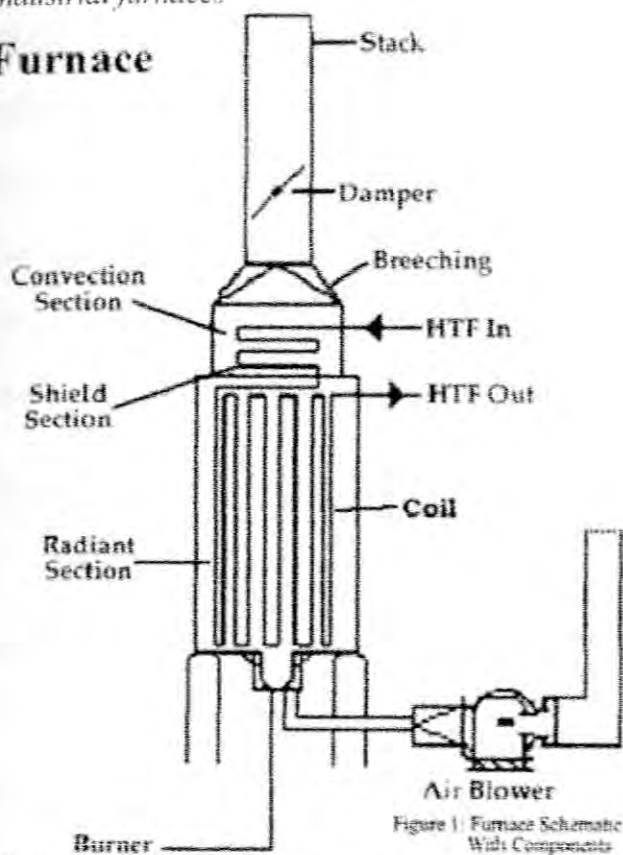 Furnace
Stack
Damper
Breeching
Convection
Section
HTF In
Shield
Section
HTF Out
Coil
Radiant
Section
Air Blower
Figure 1: Furnace Schematic
With Components
Burner